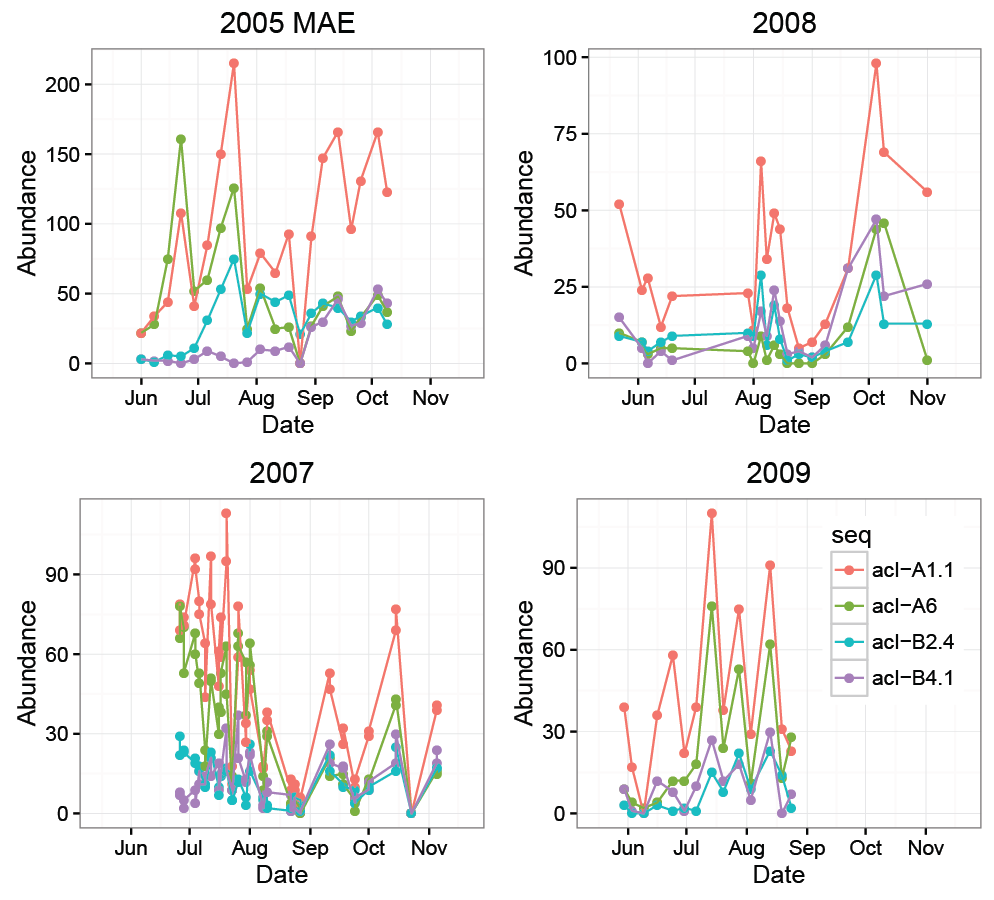 2005 MAE
Abundance
200
150
100
50
0
Jun Jul Aug Sep Oct Nov
Date
2008
Abundance
100
75
50
25
0
Jun Jul Aug Sep Oct Nov
Date
2007
Abundance
90
60
30
0
Jun Jul Aug Sep Oct Nov
Date
2009
Abundance
90
60
30
0
Jun Jul Aug Sep Oct Nov
Date
seq
acI−A1.1
acI−A6
acI−B2.4
acI−B4.1